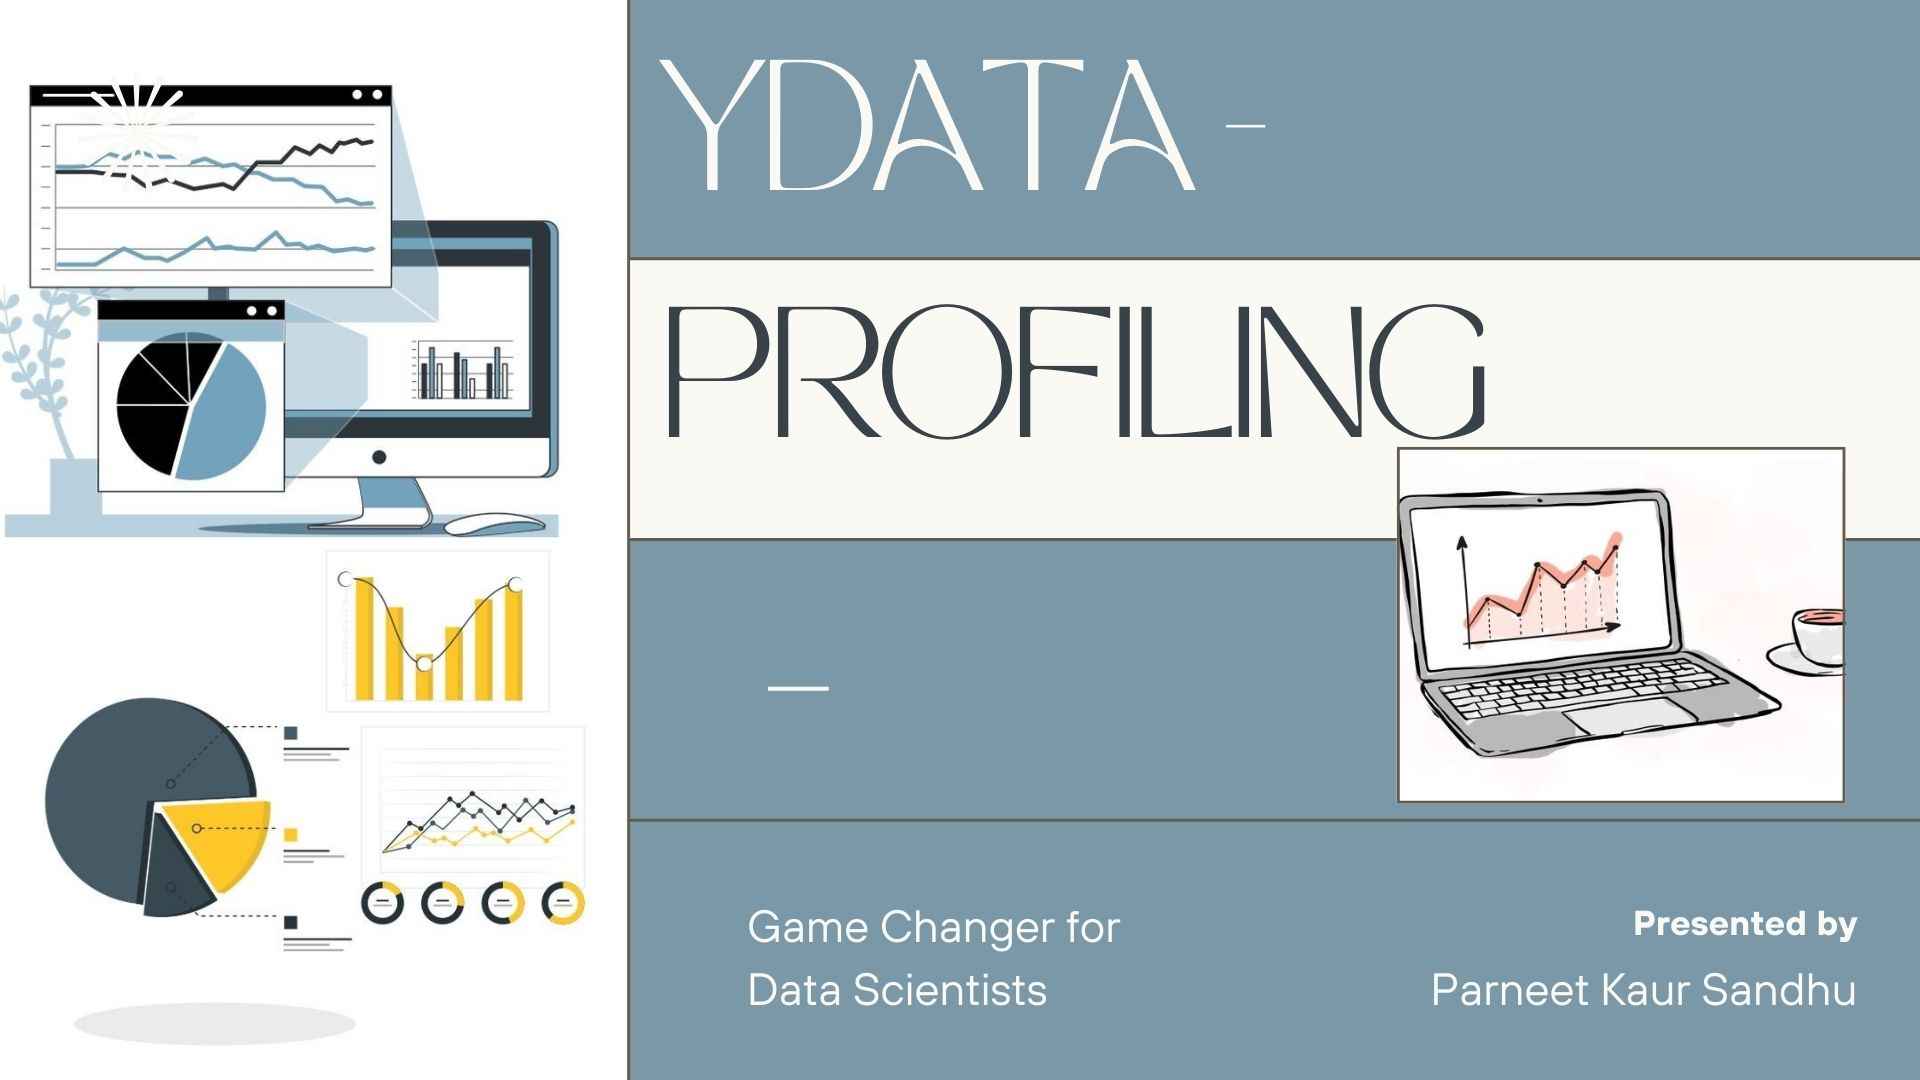 YDATA -
PROFILING
Game Changer for
Data Scientists
Presented by
Parneet Kaur Sandhu